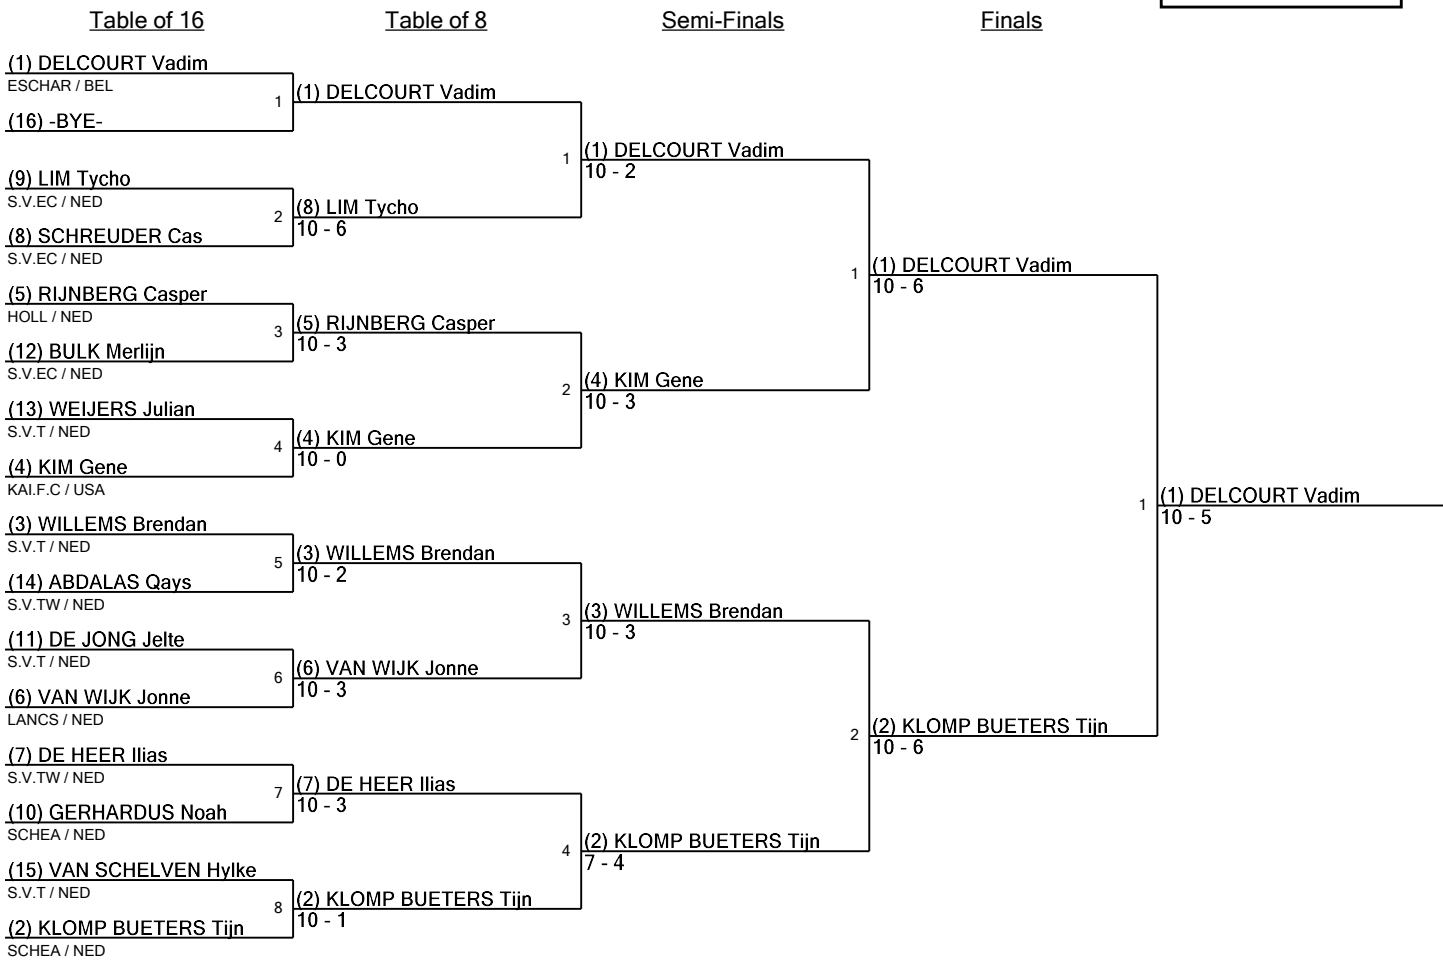 Table of 16
Table of 8
Semi-Finals
Finals
(1) DELCOURT Vadim
ESCHAR / BEL
(16) -BYE-
(9) LIM Tycho
S.V.EC / NED
(8) SCHREUDER Cas
S.V.EC / NED
(5) RIJNBERG Casper
HOLL / NED
(12) BULK Merlijn
S.V.EC / NED
(13) WEIJERS Julian
S.V.T / NED
(4) KIM Gene
KAI.F.C / USA
(3) WILLEMS Brendan
S.V.T / NED
(14) ABDALAS Qays
S.V.TW / NED
(11) DE JONG Jelte
S.V.T / NED
(6) VAN WIJK Jonne
LANCS / NED
(7) DE HEER Ilias
S.V.TW / NED
(10) GERHARDUS Noah
SCHEA / NED
(15) VAN SCHELVEN Hylke
S.V.T / NED
(2) KLOMP BUETERS Tijn
SCHEA / NED
1
(1) DELCOURT Vadim
2
(8) LIM Tycho
10 - 6
3
(5) RIJNBERG Casper
10 - 3
4
(4) KIM Gene
10 - 0
5
(3) WILLEMS Brendan
10 - 2
6
(6) VAN WIJK Jonne
10 - 3
7
(7) DE HEER Ilias
10 - 3
8
(2) KLOMP BUETERS Tijn
10 - 1
1
(1) DELCOURT Vadim
10 - 2
2
(4) KIM Gene
10 - 3
3
(3) WILLEMS Brendan
10 - 3
4
(2) KLOMP BUETERS Tijn
7 - 4
1
(1) DELCOURT Vadim
10 - 6
2
(2) KLOMP BUETERS Tijn
10 - 6
1
(1) DELCOURT Vadim
10 - 5